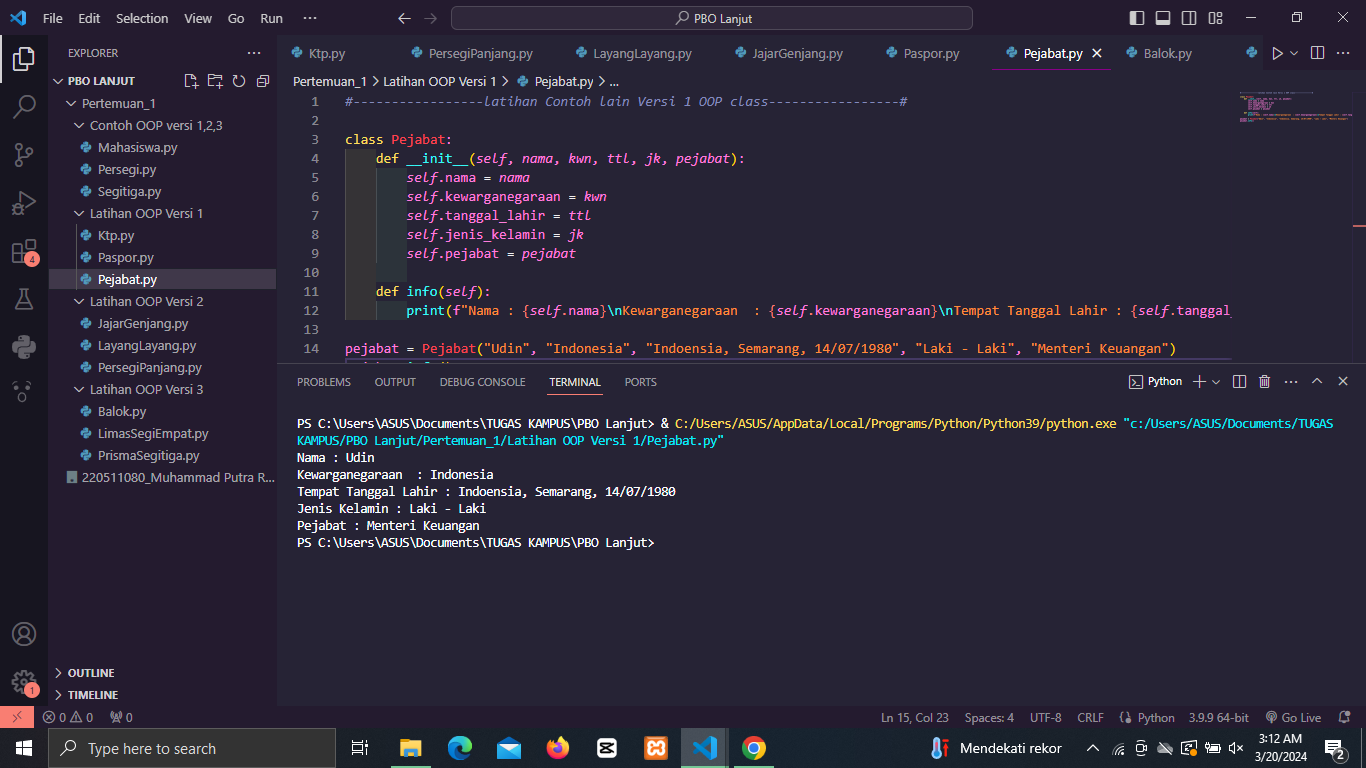 File Edit Selection View Go Run ··· PBO Lanjut
EXPLORER ···
PBO LANJUT
Pertemuan_1
Contoh OOP versi 1,2,3
Mahasiswa.py
Persegi.py
Segitiga.py
Latihan OOP Versi 1
Ktp.py
Paspor.py
Pejabat.py
Latihan OOP Versi 2
JajarGenjang.py
LayangLayang.py
PersegiPanjang.py
Latihan OOP Versi 3
Balok.py
LimasSegiEmpat.py
PrismaSegitiga.py
220511080_Muhammad Putra R...
OUTLINE
TIMELINE
4
1
Ktp.py PersegiPanjang.py LayangLayang.py JajarGenjang.py Paspor.py Pejabat.py Balok.py
Pertemuan_1 > Latihan OOP Versi 1 > Pejabat.py > ...
1 #-----------------latihan Contoh lain Versi 1 OOP class-----------------#
2
3 class Pejabat:
4 def __init__(self, nama, kwn, ttl, jk, pejabat):
5 self.nama = nama
6 self.kewarganegaraan = kwn
7 self.tanggal_lahir = ttl
8 self.jenis_kelamin = jk
9 self.pejabat = pejabat
10
11 def info(self):
12 print(f"Nama : {self.nama}\nKewarganegaraan  : {self.kewarganegaraan}\nTempat Tanggal Lahir : {self.tanggal_
13
14 pejabat = Pejabat("Udin", "Indonesia", "Indoensia, Semarang, 14/07/1980", "Laki - Laki", "Menteri Keuangan")
PROBLEMS OUTPUT DEBUG CONSOLE TERMINAL PORTS Python
PS C:\Users\ASUS\Documents\TUGAS KAMPUS\PBO Lanjut> & C:/Users/ASUS/AppData/Local/Programs/Python/Python39/python.exe "c:/Users/ASUS/Documents/TUGAS
KAMPUS/PBO Lanjut/Pertemuan_1/Latihan OOP Versi 1/Pejabat.py"
Nama : Udin
Kewarganegaraan  : Indonesia
Tempat Tanggal Lahir : Indoensia, Semarang, 14/07/1980
Jenis Kelamin : Laki - Laki
Pejabat : Menteri Keuangan
PS C:\Users\ASUS\Documents\TUGAS KAMPUS\PBO Lanjut>
0 0 0 Ln 15, Col 23 Spaces: 4 UTF-8 CRLF Python 3.9.9 64-bit Go Live
Type here to search Mendekati rekor 3:12 AM
3/20/2024
2